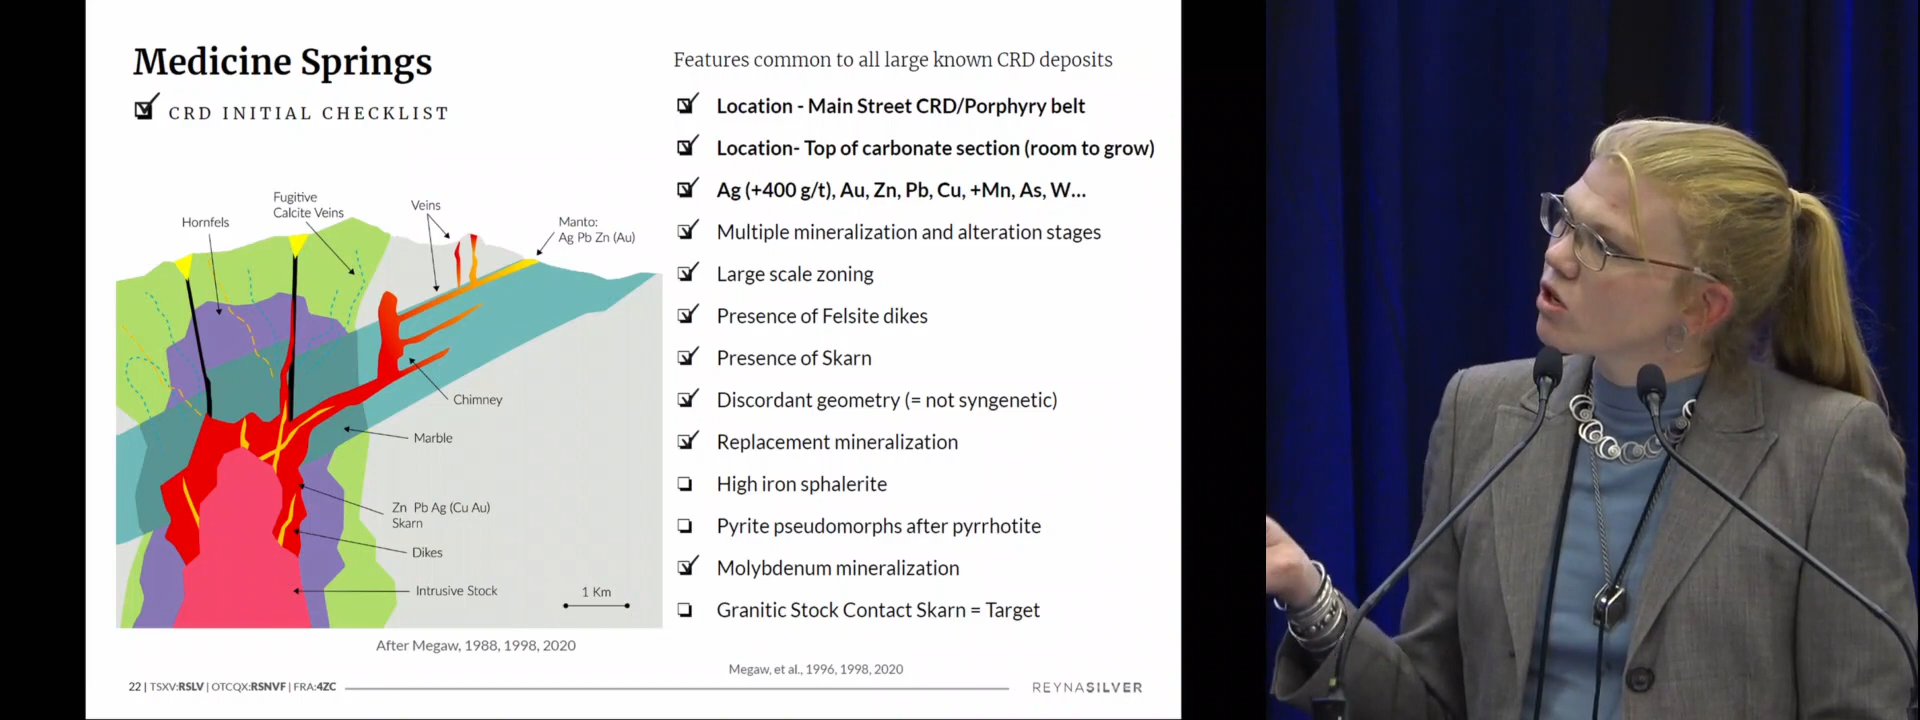 Medicine Springs
CRD INITIAL CHECKLIST
Features common to all large known CRD deposits
Location - Main Street CRD/Porphyry belt
Location- Top of carbonate section (room to grow)
Ag (+400 g/t), Au, Zn, Pb, Cu, +Mn, As, W...
Multiple mineralization and alteration stages
Large scale zoning
Presence of Felsite dikes
Presence of Skarn
Discordant geometry (= not syngenetic)
Replacement mineralization
High iron sphalerite
Pyrite pseudomorphs after pyrrhotite
Molybdenum mineralization
Granitic Stock Contact Skarn = Target
Hornfels
Fugitive
Calcite Veins
Veins
Manto:
Ag Pb Zn (Au)
Chimney
Marble
Zn Pb Ag (Cu Au)
Skarn
Dikes
Intrusive Stock
1 Km
After Megaw, 1988, 1998, 2020
Megaw, et al., 1996, 1998, 2020
22 | TSXV:RSLV | OTCQX:RSNVF | FRA:4ZC
REYNASILVER